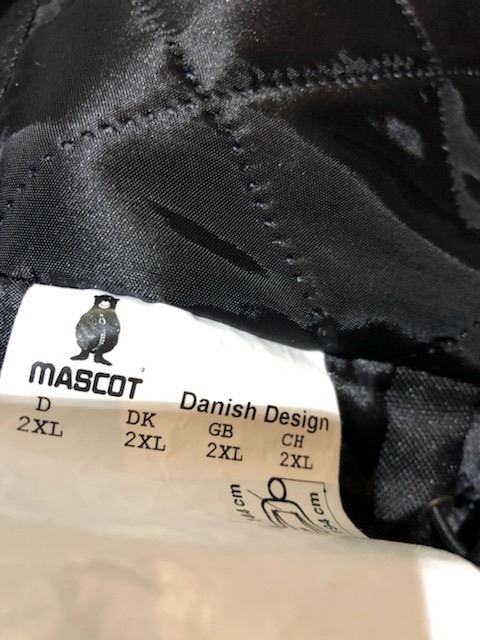 MASCOT
Danish Design
D DK GB CH
2XL 2XL 2XL 2XL